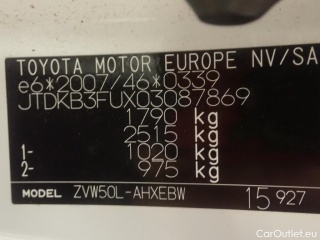 TOYOTA MOTOR EUROPE NV/SA
e6*2007/46*0339
JTDKB3FUX03087869
1790 kg
2515 kg
1- 1020 kg
2- 975 kg
MODEL ZVW50L-AHXEBW 15 927
CarOutlet.eu